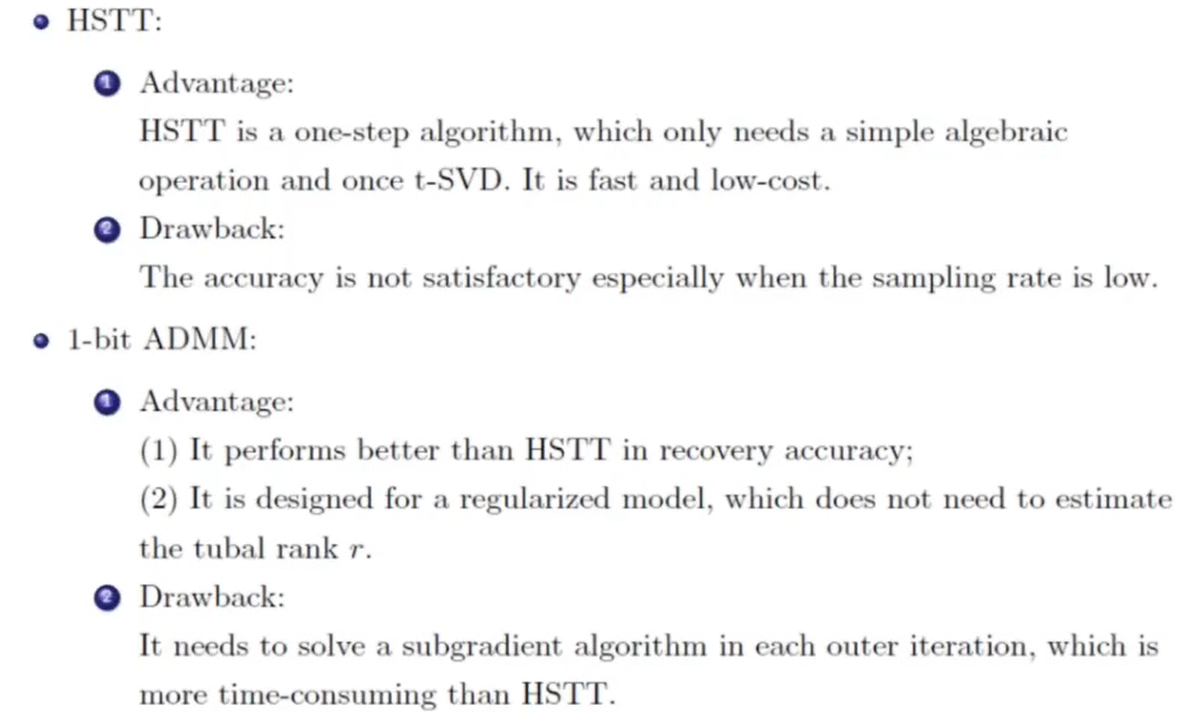 HSTT:
1 Advantage:
HSTT is a one-step algorithm, which only needs a simple algebraic
operation and once t-SVD. It is fast and low-cost.
2 Drawback:
The accuracy is not satisfactory especially when the sampling rate is low.
1-bit ADMM:
1 Advantage:
(1) It performs better than HSTT in recovery accuracy;
(2) It is designed for a regularized model, which does not need to estimate
the tubal rank r.
2 Drawback:
It needs to solve a subgradient algorithm in each outer iteration, which is
more time-consuming than HSTT.